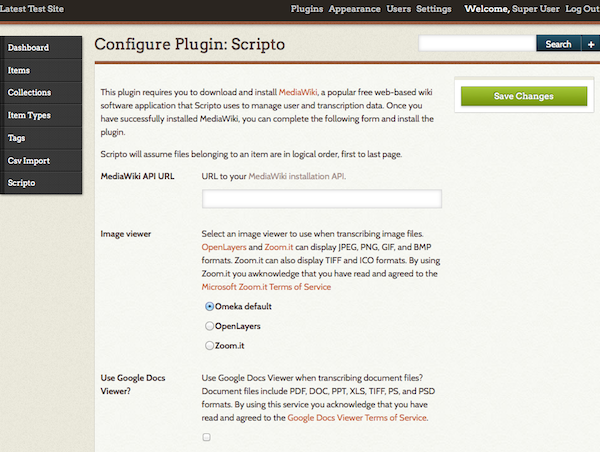 Latest Test Site
Plugins Appearance Users Settings Welcome, Super User Log Out
Dashboard
Items
Collections
Item Types
Tags
Csv Import
Scripto
Configure Plugin: Scripto
Search +
Save Changes
This plugin requires you to download and install MediaWiki, a popular free web-based wiki
software application that Scripto uses to manage user and transcription data. Once you
have successfully installed MediaWiki, you can complete the following form and install the
plugin.
Scripto will assume files belonging to an item are in logical order, first to last page.
MediaWiki API URL
URL to your MediaWiki installation API.
Image viewer
Select an image viewer to use when transcribing image files.
OpenLayers and Zoom.it can display JPEG, PNG, GIF, and BMP
formats. Zoom.it can also display TIFF and ICO formats. By using
Zoom.it you awknowledge that you have read and agreed to the
Microsoft Zoom.it Terms of Service
Omeka default
OpenLayers
Zoom.it
Use Google Docs
Viewer?
Use Google Docs Viewer when transcribing document files?
Document files include PDF, DOC, PPT, XLS, TIFF, PS, and PSD
formats. By using this service you acknowledge that you have
read and agreed to the Google Docs Viewer Terms of Service.